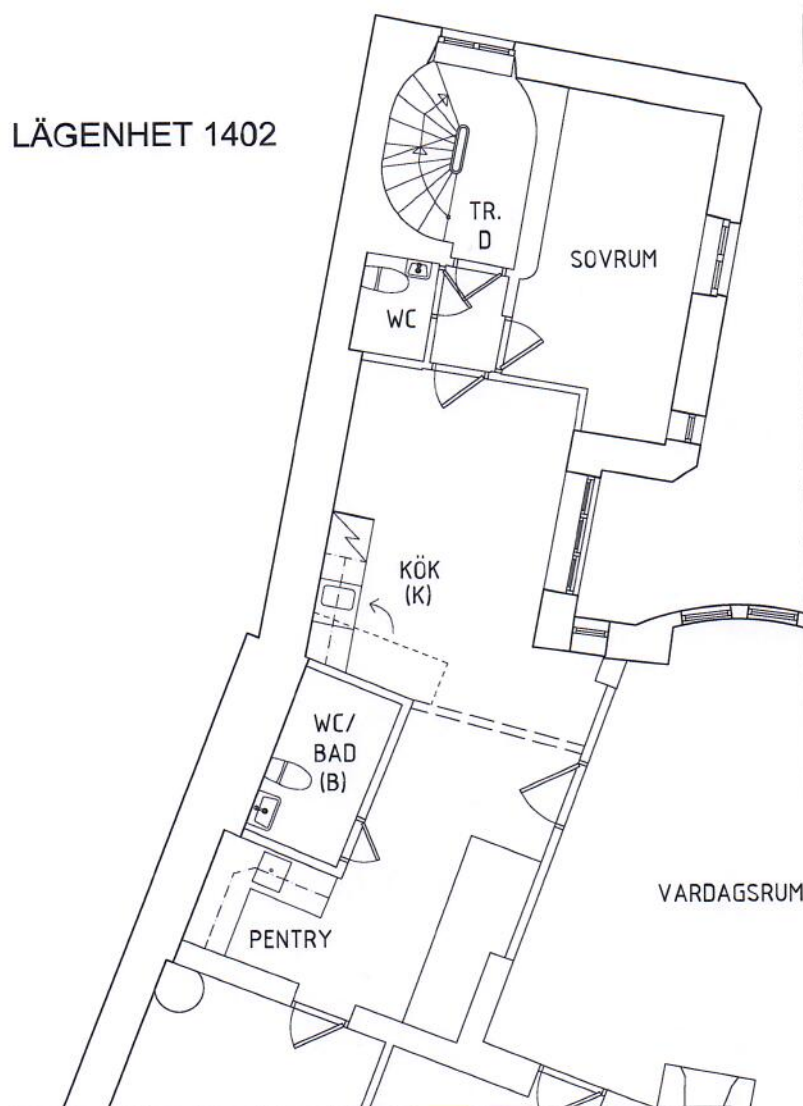 LÄGENHET 1402
TR.
D
SOVRUM
WC
KÖK
(K)
WC/
BAD
(B)
VARDAGSRUM
PENTRY